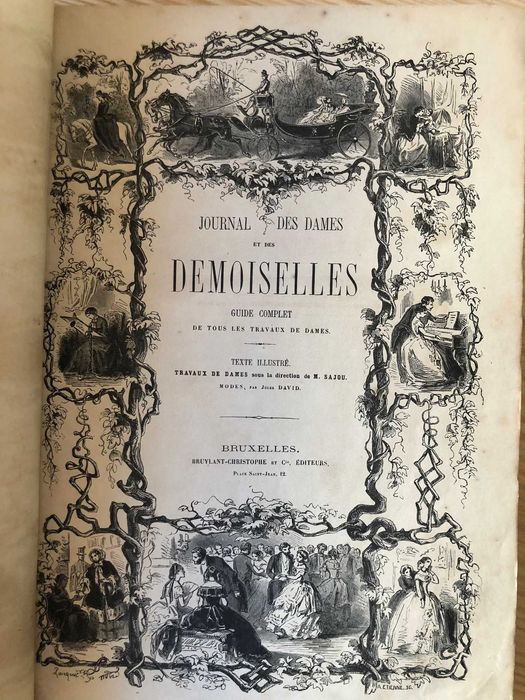 JOURNAL DES DAMES
ET DES
DEMOISELLES
GUIDE COMPLET
DE TOUS LES TRAVAUX DE DAMES.
TEXTE ILLUSTRÉ.
TRAVAUX DE DAMES sous la direction de M. SAJOU.
MODES, PAR JULES DAVID.
BRUXELLES,
BRUYLANT-CHRISTOPHE ET Cie, ÉDITEURS,
PLACE SAINT-JEAN, 12.
A. ETIENNE